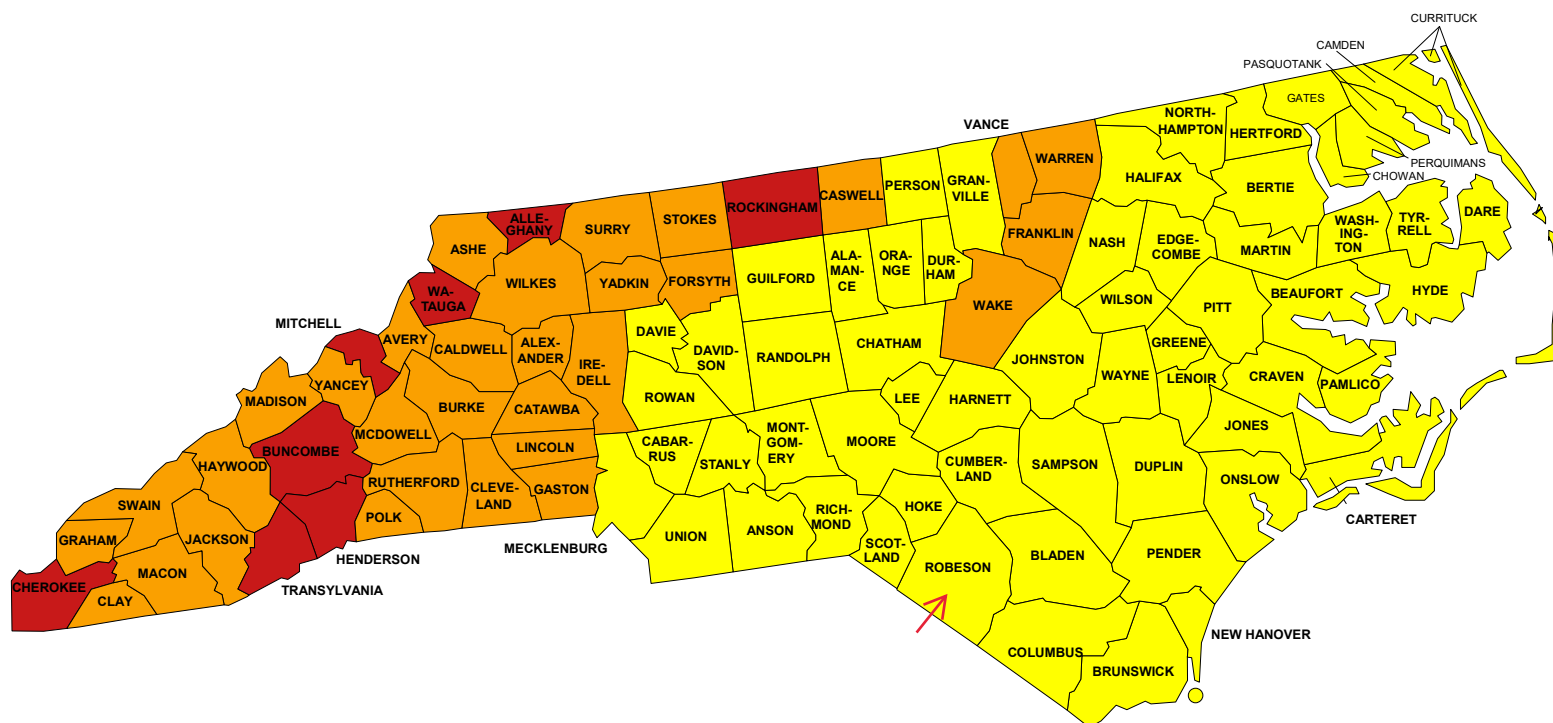 CURRITUCK
CAMDEN
PASQUOTANK
GATES
NORTH-
HAMPTON
HERTFORD
VANCE
WARREN
PERQUIMANS
CHOWAN
HALIFAX
BERTIE
PERSON
GRAN-
VILLE
CASWELL
ROCKINGHAM
STOKES
SURRY
ALLE-
GHANY
ASHE
WASH-
ING-
TON
TYR-
RELL
DARE
FRANKLIN
NASH
EDGE-
COMBE
MARTIN
WILKES
YADKIN
FORSYTH
GUILFORD
ALA-
MAN-
CE
ORA-
NGE
DUR-
HAM
WA-
TAUGA
WAKE
WILSON
PITT
BEAUFORT
HYDE
MITCHELL
AVERY
CALDWELL
ALEX-
ANDER
IRE-
DELL
DAVIE
DAVID-
SON
RANDOLPH
CHATHAM
JOHNSTON
GREENE
WAYNE
LENOIR
CRAVEN
PAMLICO
YANCEY
MADISON
BURKE
CATAWBA
ROWAN
LEE
HARNETT
MCDOWELL
LINCOLN
CABAR-
RUS
STANLY
MONT-
GOM-
ERY
MOORE
JONES
BUNCOMBE
HAYWOOD
RUTHERFORD
CLEVE-
LAND
GASTON
CUMBER-
LAND
SAMPSON
DUPLIN
ONSLOW
SWAIN
POLK
GRAHAM
JACKSON
MECKLENBURG
UNION
ANSON
RICH-
MOND
HOKE
SCOT-
LAND
CARTERET
HENDERSON
MACON
CHEROKEE
CLAY
TRANSYLVANIA
ROBESON
BLADEN
PENDER
NEW HANOVER
COLUMBUS
BRUNSWICK